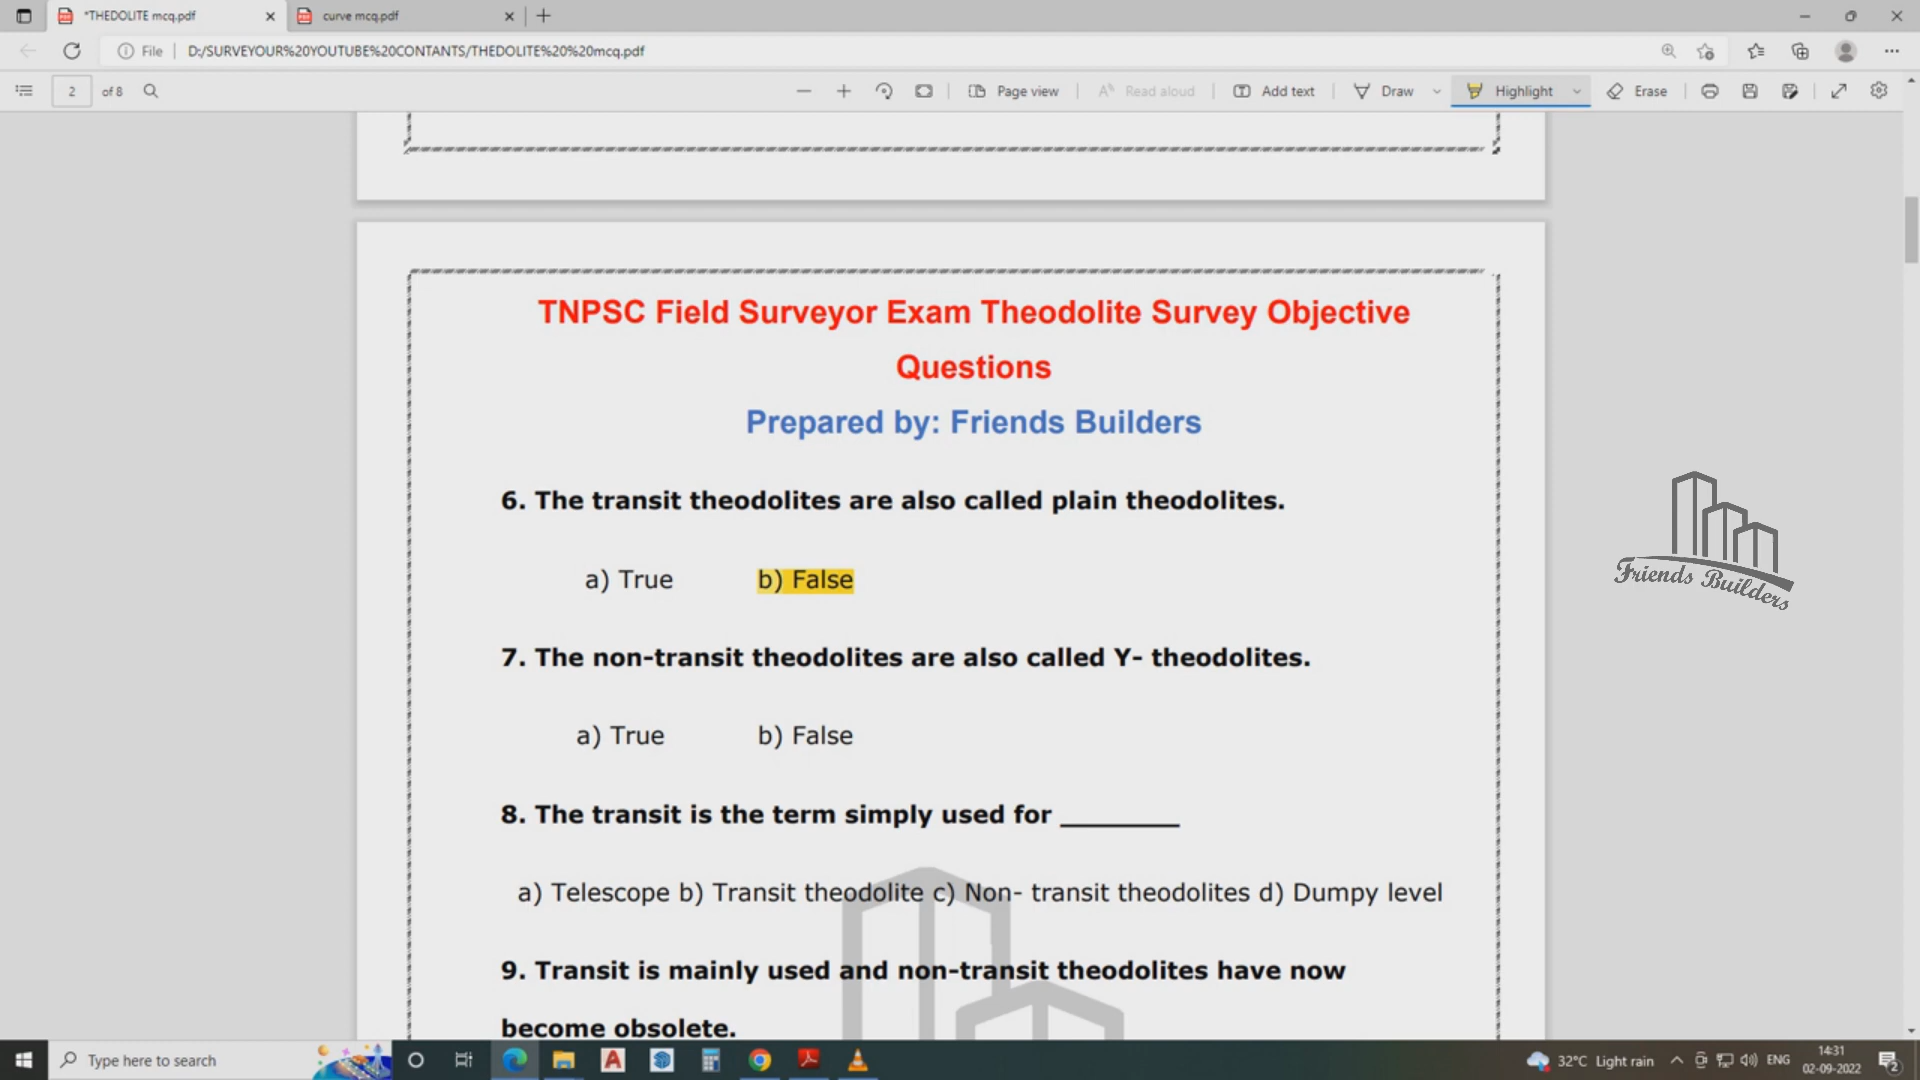 *THEDOLITE mcq.pdf
curve mcq.pdf
File D:/SURVEYOUR%20YOUTUBE%20CONTANTS/THEDOLITE%20%20mcq.pdf
2 of 8
Page view
Read aloud
Add text
Draw
Highlight
Erase
TNPSC Field Surveyor Exam Theodolite Survey Objective
Questions
Prepared by: Friends Builders
6. The transit theodolites are also called plain theodolites.
a) True b) False
7. The non-transit theodolites are also called Y- theodolites.
a) True b) False
8. The transit is the term simply used for ________
a) Telescope b) Transit theodolite c) Non- transit theodolites d) Dumpy level
9. Transit is mainly used and non-transit theodolites have now
become obsolete.
Friends Builders
Type here to search
32°C Light rain
ENG
14:31
02-09-2022
2